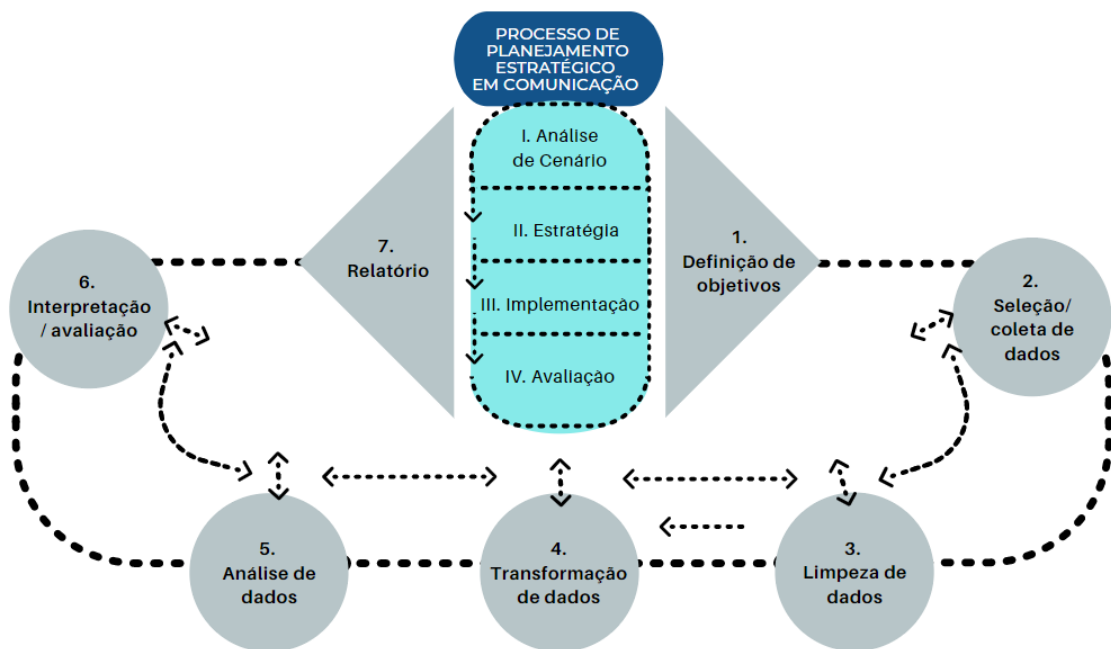 PROCESSO DE
PLANEJAMENTO
ESTRATÉGICO
EM COMUNICAÇÃO
I. Análise
de Cenário
II. Estratégia
III. Implementação
IV. Avaliação
1.
Definição de
objetivos
2.
Seleção/
coleta de
dados
3.
Limpeza de
dados
4.
Transformação
de dados
5.
Análise de
dados
6.
Interpretação
/ avaliação
7.
Relatório